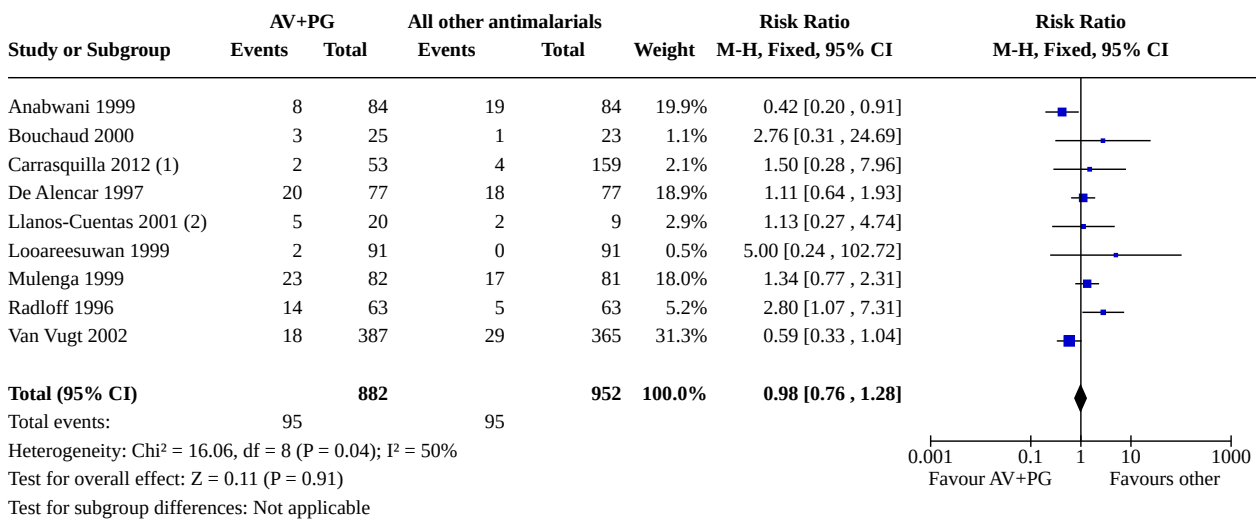 AV+PG All other antimalarials Risk Ratio Risk Ratio
Study or Subgroup Events Total Events Total Weight M-H, Fixed, 95% CI M-H, Fixed, 95% CI
Anabwani 1999 8 84 19 84 19.9% 0.42 [0.20 , 0.91]
Bouchaud 2000 3 25 1 23 1.1% 2.76 [0.31 , 24.69]
Carrasquilla 2012 (1) 2 53 4 159 2.1% 1.50 [0.28 , 7.96]
De Alencar 1997 20 77 18 77 18.9% 1.11 [0.64 , 1.93]
Llanos-Cuentas 2001 (2) 5 20 2 9 2.9% 1.13 [0.27 , 4.74]
Looareesuwan 1999 2 91 0 91 0.5% 5.00 [0.24 , 102.72]
Mulenga 1999 23 82 17 81 18.0% 1.34 [0.77 , 2.31]
Radloff 1996 14 63 5 63 5.2% 2.80 [1.07 , 7.31]
Van Vugt 2002 18 387 29 365 31.3% 0.59 [0.33 , 1.04]
Total (95% CI) 882 952 100.0% 0.98 [0.76 , 1.28]
Total events: 95 95
Heterogeneity: Chi² = 16.06, df = 8 (P = 0.04); I² = 50%
0.001 0.1 1 10 1000
Test for overall effect: Z = 0.11 (P = 0.91)
Favour AV+PG Favours other
Test for subgroup differences: Not applicable